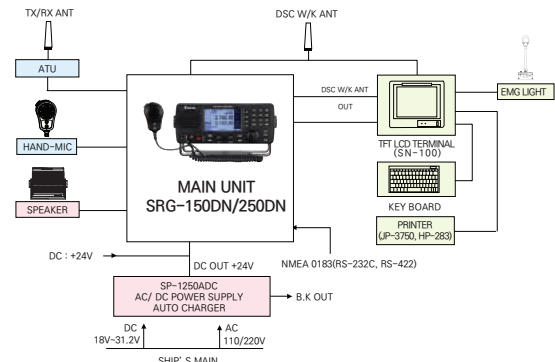 TX/RX ANT
DSC W/K ANT
ATU
DSC W/K ANT
OUT
EMG LIGHT
HAND-MIC
TFT LCD TERMINAL
(SN-100)
MAIN UNIT
SRG-150DN/250DN
SPEAKER
KEY BOARD
PRINTER
(JP-3750, HP-283)
DC : +24V
DC OUT +24V
NMEA 0183(RS-232C, RS-422)
SP-1250ADC
AC/ DC POWER SUPPLY
AUTO CHARGER
B.K OUT
DC
18V~31.2V
AC
110/220V
SHIP' S MAIN